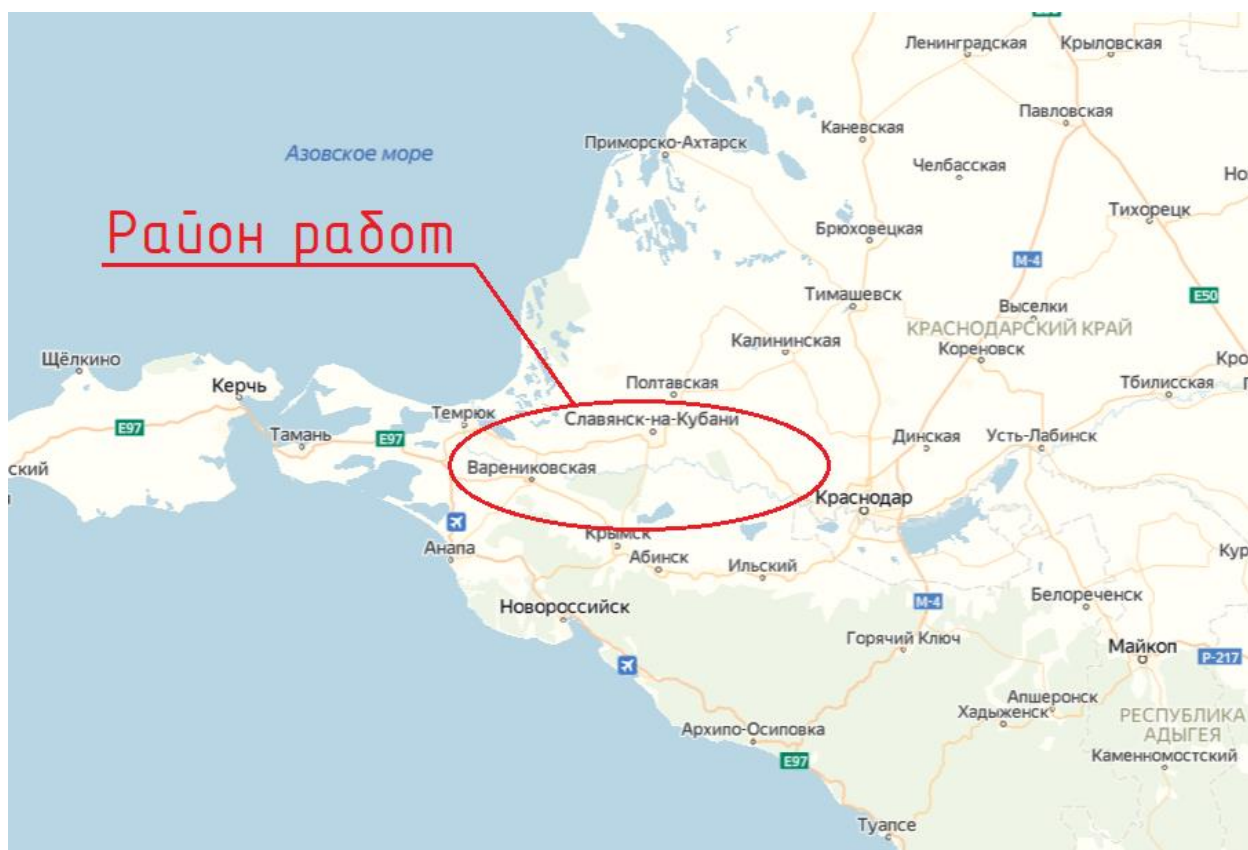 Ленинградская
Крыловская
Павловская
Каневская
Приморско-Ахтарск
Азовское море
Челбасская
Но
Тихорецк
Район работ
Брюховецкая
М-4
Тимашевск
E50
Выселки
КРАСНОДАРСКИЙ КРАЙ
Калининская
Кореновск
Щёлкино
Кро
Керчь
Полтавская
Тбилисская
Темрюк
Славянск-на-Кубани
E97
Тамань
E97
Динская
Усть-Лабинск
ский
Варениковская
Краснодар
Крымск
Анапа
Абинск
Ильский
Кур
Белореченск
Новороссийск
М-4
Горячий Ключ
Майкоп
Р-217
Апшеронск
Хадыженск
РЕСПУБЛИКА
АДЫГЕЯ
Архипо-Осиповка
Каменномостский
E97
Туапсе